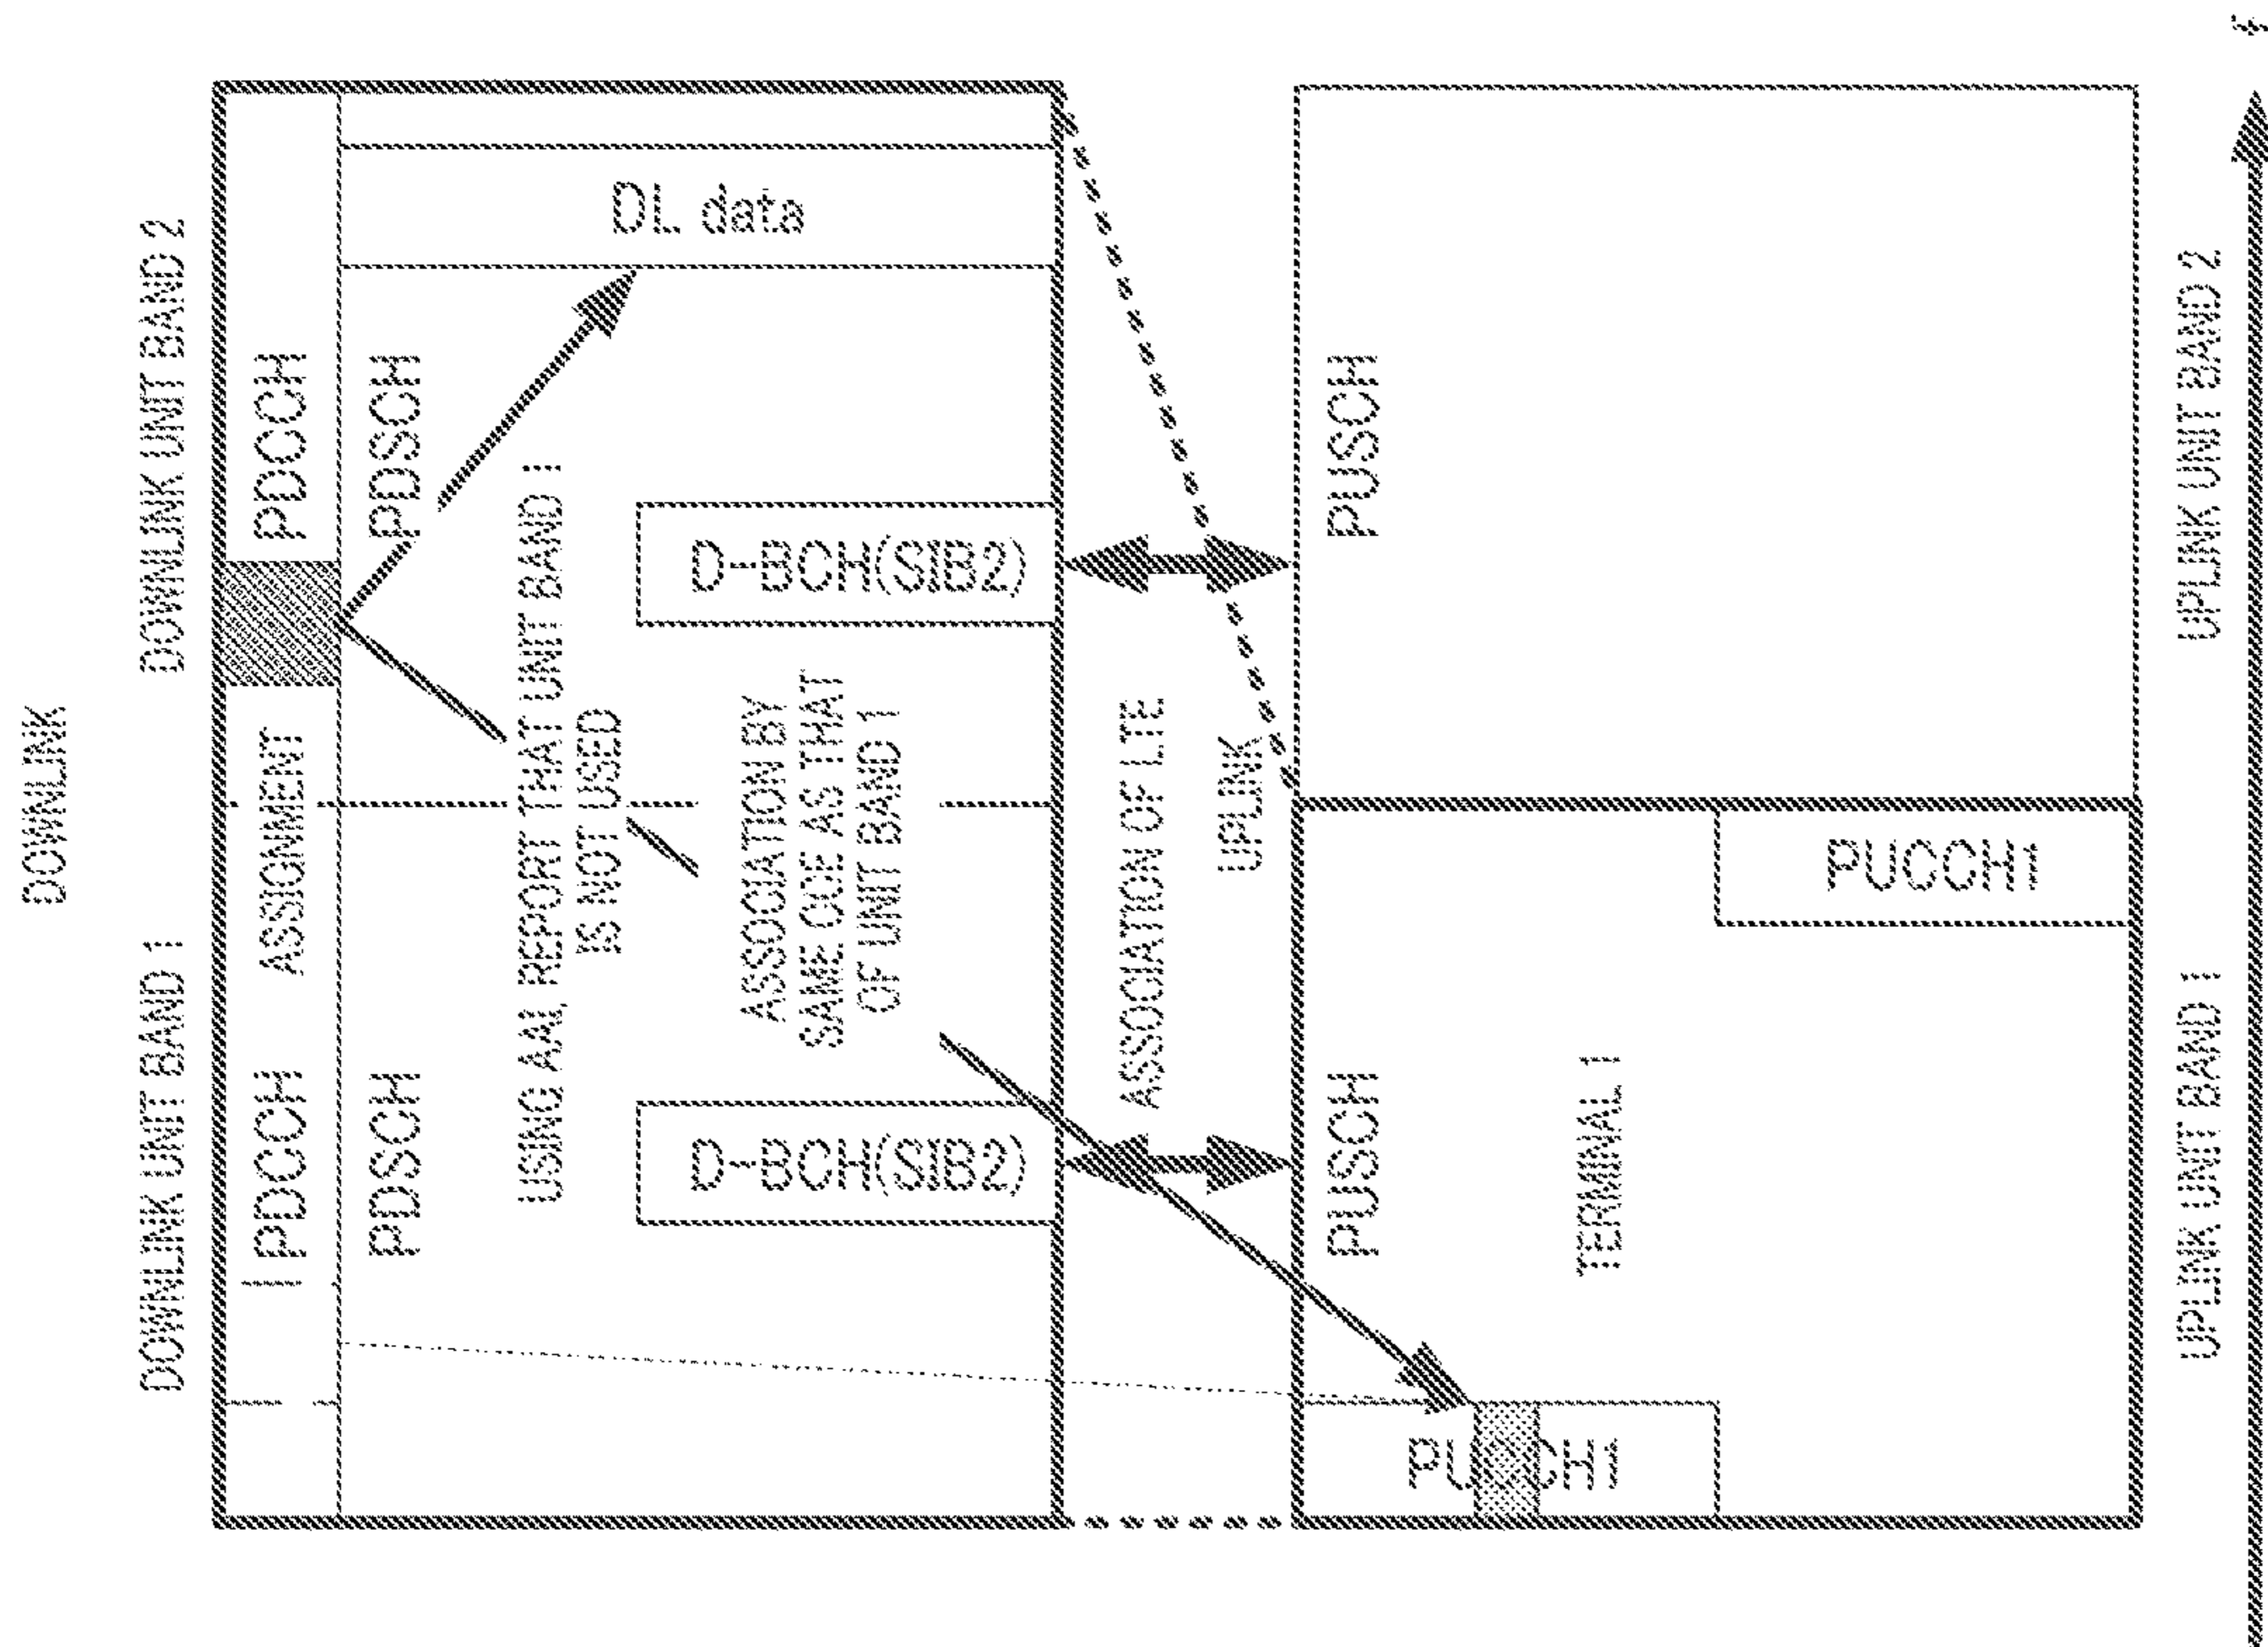 f
DOWNLINK
DOWNLINK UNIT BAND 1
DOWNLINK UNIT BAND 2
PDCCH
ASSIGNMENT
PDCCH
PDSCH
PDSCH
DL data
USING AAI, REPORT THAT UNIT BAND 1
IS NOT USED
D-BCH(SIB2)
D-BCH(SIB2)
ASSOCIATION BY
SAME CCE AS THAT
OF UNIT BAND 1
ASSOCIATION OF LTE
UPLINK
PUSCH
PUSCH
TERMINAL 1
PUCCH1
PUCCH1
UPLINK UNIT BAND 1
UPLINK UNIT BAND 2